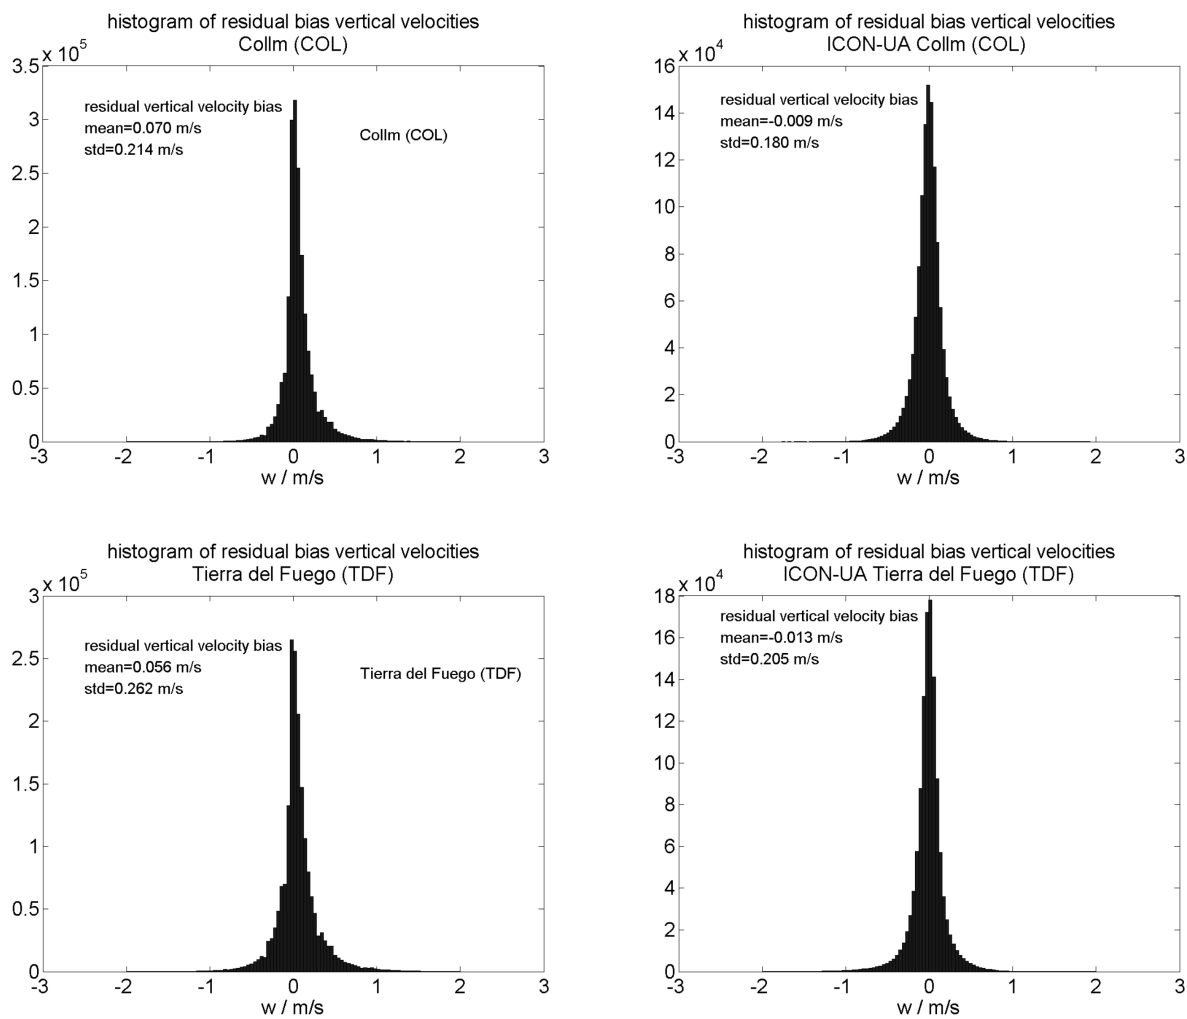 histogram of residual bias vertical velocities
Collm (COL)
x 10^5
3.5
3
2.5
2
1.5
1
0.5
0
-3 -2 -1 0 1 2 3
w / m/s
residual vertical velocity bias
mean=0.070 m/s
std=0.214 m/s
Collm (COL)
histogram of residual bias vertical velocities
ICON-UA Collm (COL)
x 10^4
16
14
12
10
8
6
4
2
0
-3 -2 -1 0 1 2 3
w / m/s
residual vertical velocity bias
mean=-0.009 m/s
std=0.180 m/s
histogram of residual bias vertical velocities
Tierra del Fuego (TDF)
x 10^5
3
2.5
2
1.5
1
0.5
0
-3 -2 -1 0 1 2 3
w / m/s
residual vertical velocity bias
mean=0.056 m/s
std=0.262 m/s
Tierra del Fuego (TDF)
histogram of residual bias vertical velocities
ICON-UA Tierra del Fuego (TDF)
x 10^4
18
16
14
12
10
8
6
4
2
0
-3 -2 -1 0 1 2 3
w / m/s
residual vertical velocity bias
mean=-0.013 m/s
std=0.205 m/s